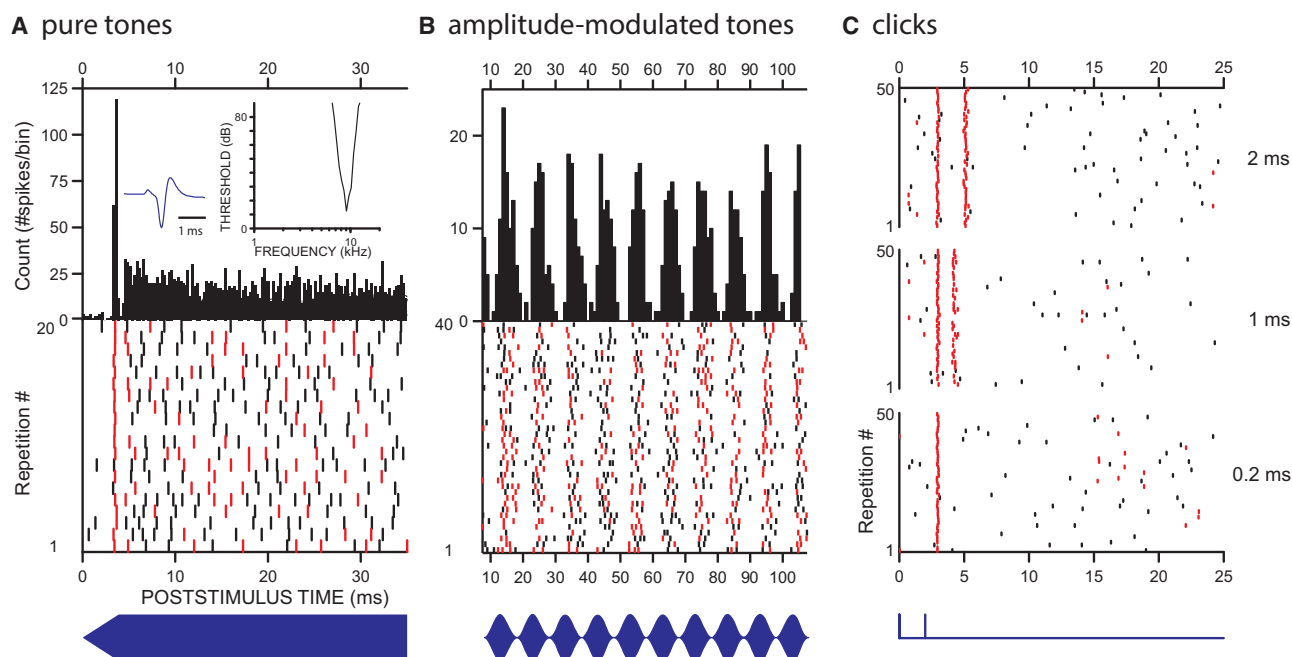 A pure tones
0 10 20 30
125
100
75
50
25
0
Count (#spikes/bin)
1 ms
80
0
THRESHOLD (dB)
1 10
FREQUENCY (kHz)
20
1
Repetition #
0 10 20 30
POSTSTIMULUS TIME (ms)
B amplitude-modulated tones
10 20 30 40 50 60 70 80 90 100
20
10
0
40
1
10 20 30 40 50 60 70 80 90 100
C clicks
0 5 10 15 20 25
50
1
2 ms
50
1
1 ms
50
1
0.2 ms
Repetition #
0 5 10 15 20 25